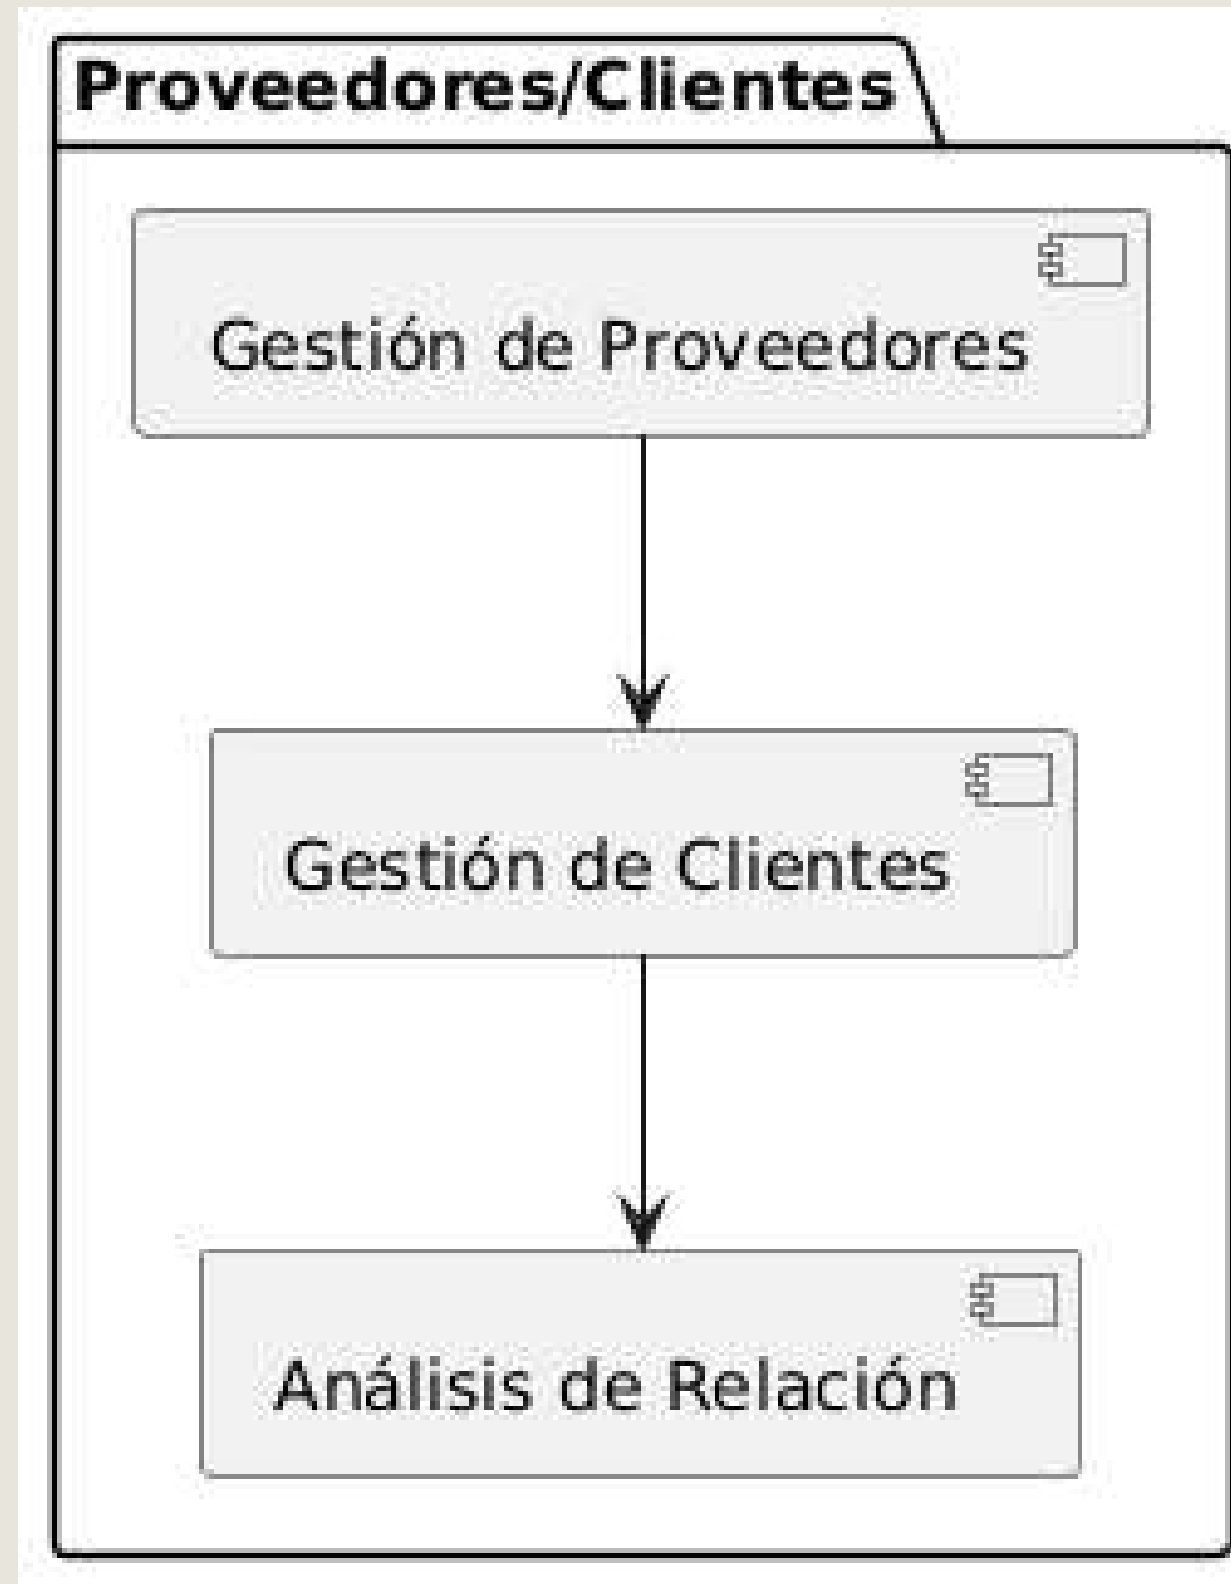 Proveedores/Clientes
Gestión de Proveedores
Gestión de Clientes
Análisis de Relación